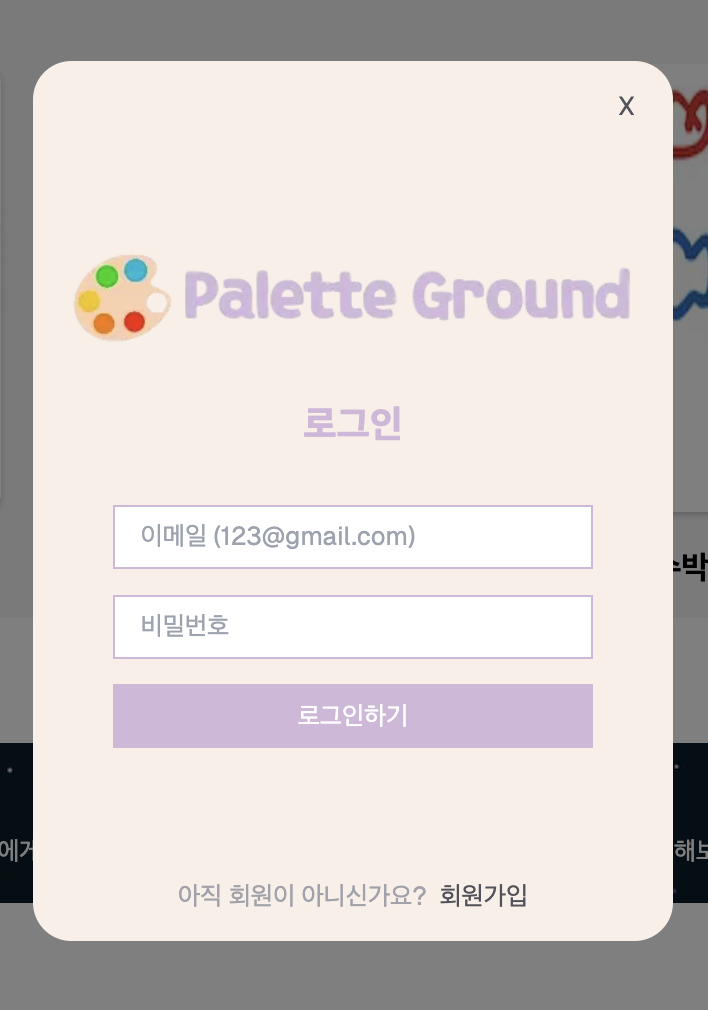 X
Palette Ground
로그인
이메일 (123@gmail.com)
비밀번호
로그인하기
아직 회원이 아니신가요? 회원가입
수박
에게
해보